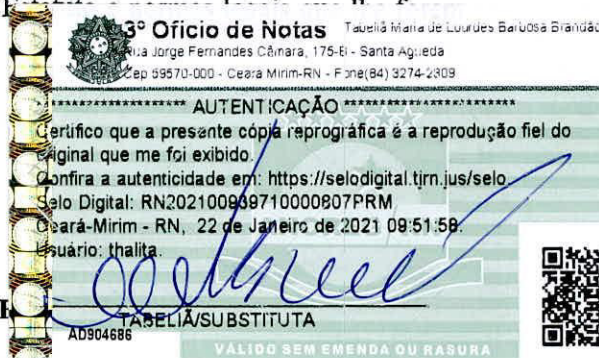 3º Oficio de Notas Tabeliã Maria de Lourdes Barbosa Brandão
Rua Jorge Fernandes Câmara, 175-B - Santa Agueda
Cep 59570-000 - Ceara Mirim-RN - Fone(84) 3274-2309
AUTENTICAÇÃO
Certifico que a presente cópia reprográfica é a reprodução fiel do
original que me foi exibido.
Confira a autenticidade em: https://selodigital.tjrn.jus/selo
Selo Digital: RN202100939710000807PRM
Ceará-Mirim - RN, 22 de Janeiro de 2021 09:51:58.
Usuário: thalita.
TABELIÃ/SUBSTITUTA
AD904686
VÁLIDO SEM EMENDA OU RASURA